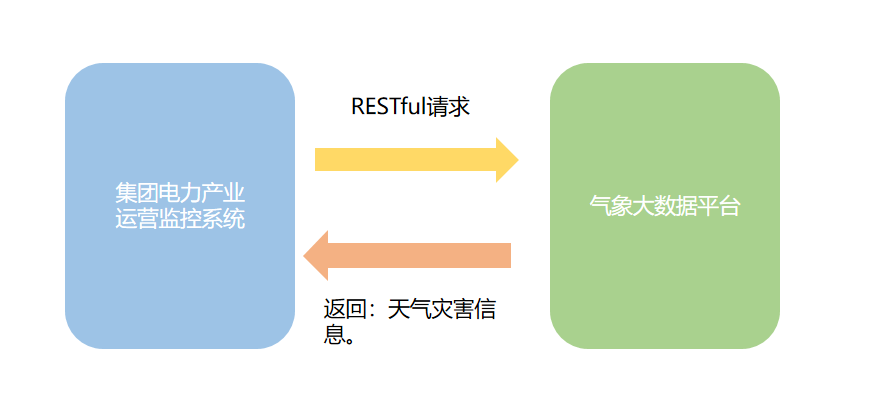 RESTful请求
集团电力产业
运营监控系统
气象大数据平台
返回：天气灾害信
息。